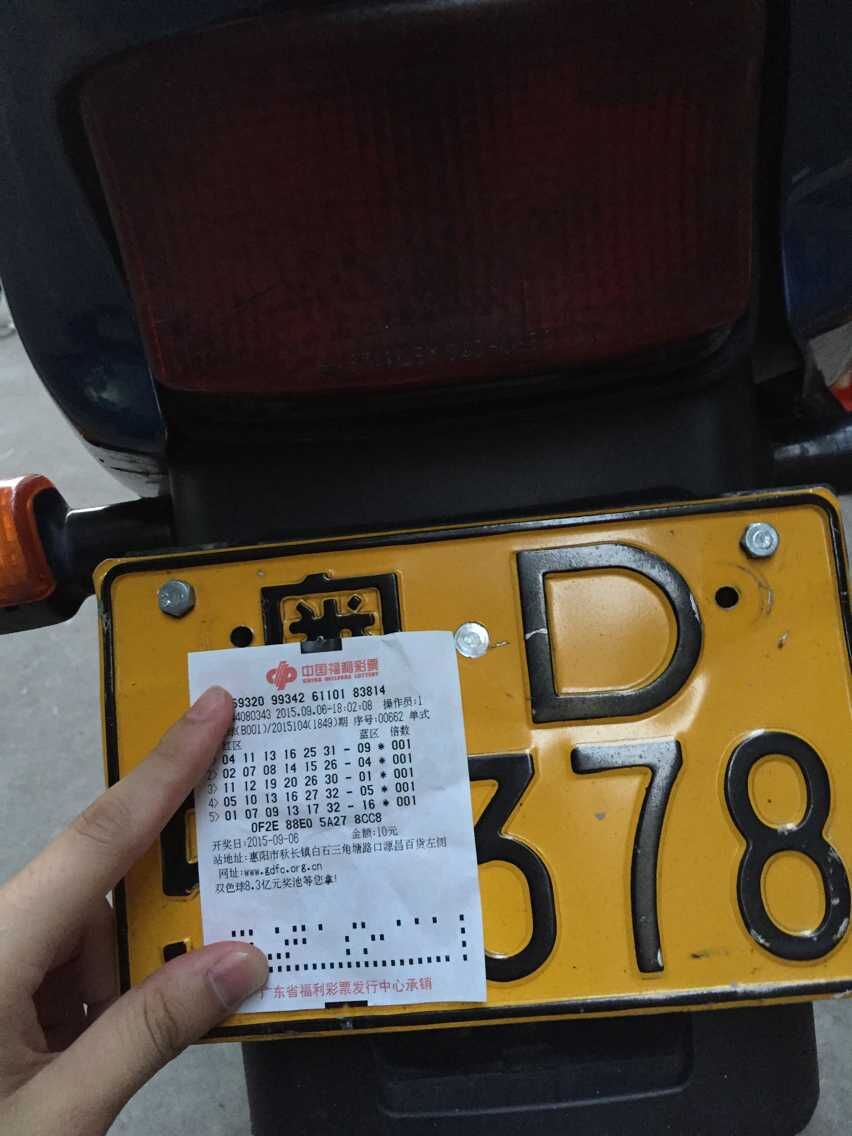 粤 D
378
中国福利彩票
CHINA WELFARE LOTTERY
59320 99342 61101 83814
44080343 2015.09.06-18:02:08 操作员:1
球(B001)/2015104(1849)期 序号:00662 单式
红区 蓝区 倍数
04 11 13 16 25 31 - 09 * 001
2> 02 07 08 14 15 26 - 04 * 001
3> 11 12 19 20 26 30 - 01 * 001
4> 05 10 13 16 27 32 - 05 * 001
5> 01 07 09 13 17 32 - 16 * 001
0F2E 88E0 5A27 8CC8
开奖日:2015-09-06 金额:10元
站地址:惠阳市秋长镇白石三角塘路口源昌百货左侧
网址:www.gdfc.org.cn
双色球8.3亿元奖池等您拿!
广东省福利彩票发行中心承销